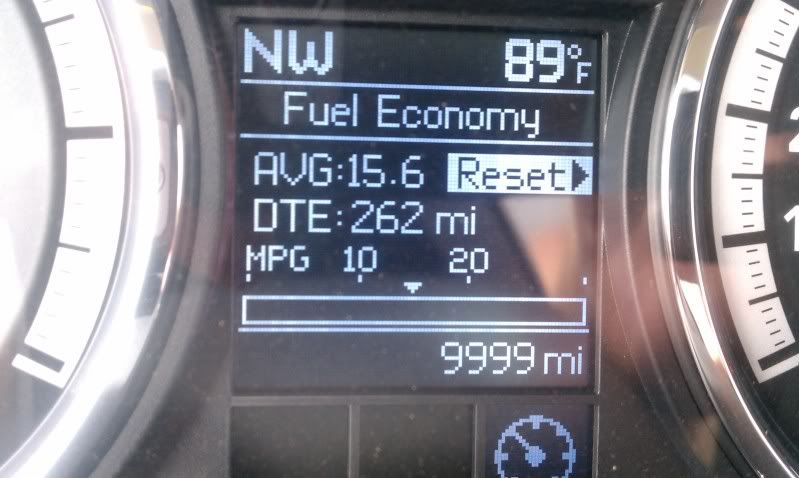 NW 89°F
Fuel Economy
AVG:15.6 Reset
DTE:262 mi
MPG 10 20
9999 mi